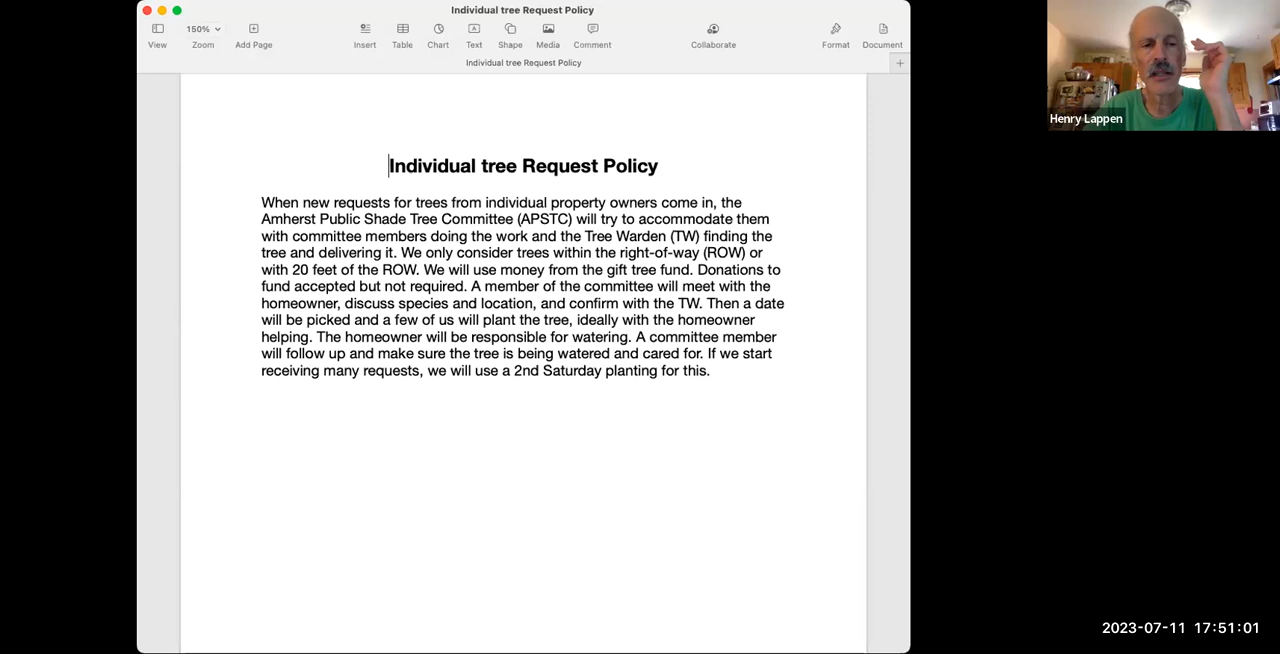 Individual tree Request Policy
150%
View
Zoom
Add Page
Insert
Table
Chart
Text
Shape
Media
Comment
Collaborate
Format
Document
Individual tree Request Policy
Individual tree Request Policy
When new requests for trees from individual property owners come in, the
Amherst Public Shade Tree Committee (APSTC) will try to accommodate them
with committee members doing the work and the Tree Warden (TW) finding the
tree and delivering it. We only consider trees within the right-of-way (ROW) or
with 20 feet of the ROW. We will use money from the gift tree fund. Donations to
fund accepted but not required. A member of the committee will meet with the
homeowner, discuss species and location, and confirm with the TW. Then a date
will be picked and a few of us will plant the tree, ideally with the homeowner
helping. The homeowner will be responsible for watering. A committee member
will follow up and make sure the tree is being watered and cared for. If we start
receiving many requests, we will use a 2nd Saturday planting for this.
Henry Lappen
2023-07-11 17:51:01